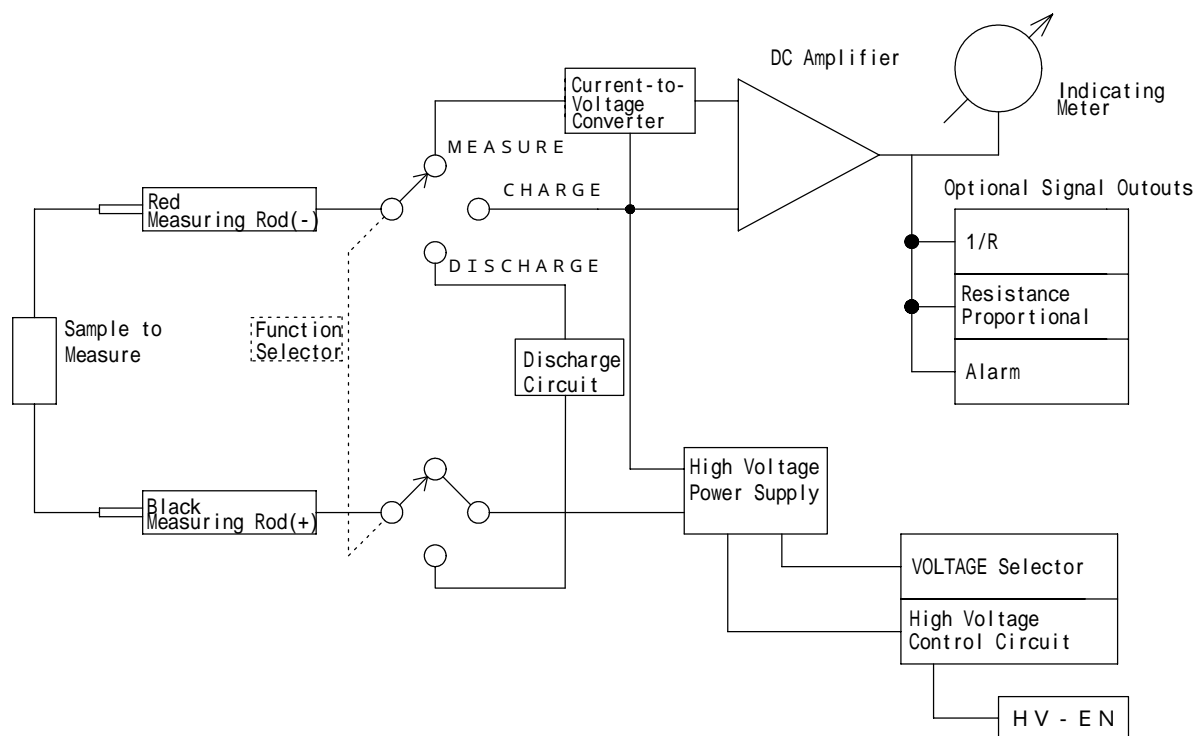 DC Amplifier
Current-to-
Voltage
Converter
Indicating
Meter
MEASURE
CHARGE
DISCHARGE
Optional Signal Outouts
1/R
Resistance
Proportional
Alarm
Red
Measuring Rod(-)
Sample to
Measure
Function
Selector
Discharge
Circuit
High Voltage
Power Supply
Black
Measuring Rod(+)
VOLTAGE Selector
High Voltage
Control Circuit
HV-EN